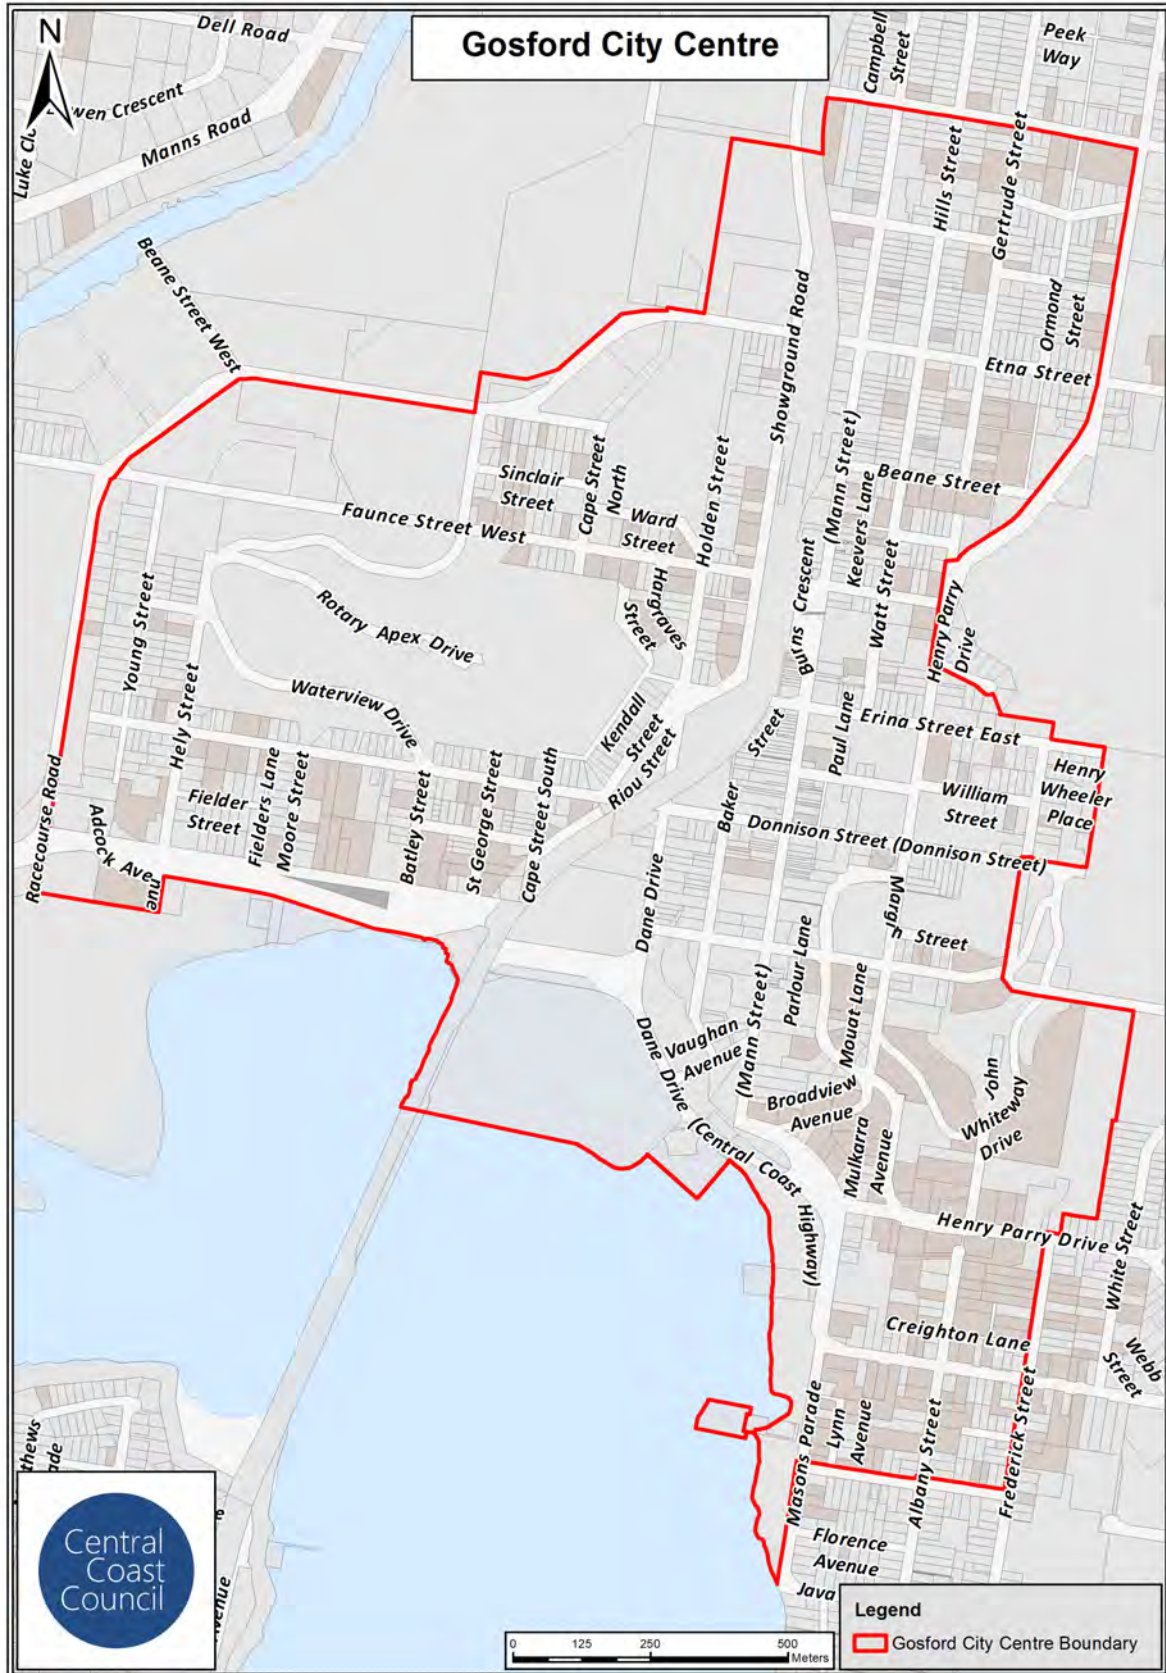 Gosford City Centre
N
Dell Road
Campbell
Street
Peek
Way
Manns Road
Hills Street
Gertrude Street
Beane Street West
Ormond
Street
Showground Road
Etna Street
(Mann Street)
Sinclair
Street
Cape Street
North
Holden Street
Beane Street
Keevers Lane
Faunce Street West
Ward
Street
Hargraves
Street
Burns Crescent
Watt Street
Henry Parry
Drive
Young Street
Rotary Apex Drive
Waterview Drive
Kendall
Street
Riou Street
Street
Paul Lane
Erina Street East
Hely Street
Henry
Wheeler
Place
William
Street
Racecourse Road
Adcock Avenue
Fielder
Street
Fielders Lane
Moore Street
Batley Street
St George Street
Cape Street South
Baker
Donnison Street (Donnison Street)
Dane Drive
Margin Street
Parlour Lane
Mouat Lane
Vaughan
Avenue
(Mann Street)
Dane Drive (Central Coast Highway)
Broadview
Avenue
John
Whiteway
Drive
Mulkarra
Avenue
Henry Parry Drive
White Street
Creighton Lane
Webb
Street
Masons Parade
Lynn
Avenue
Albany Street
Frederick Street
Florence
Avenue
Java
Avenue
Central
Coast
Council
0 125 250 500
Meters
Legend
Gosford City Centre Boundary